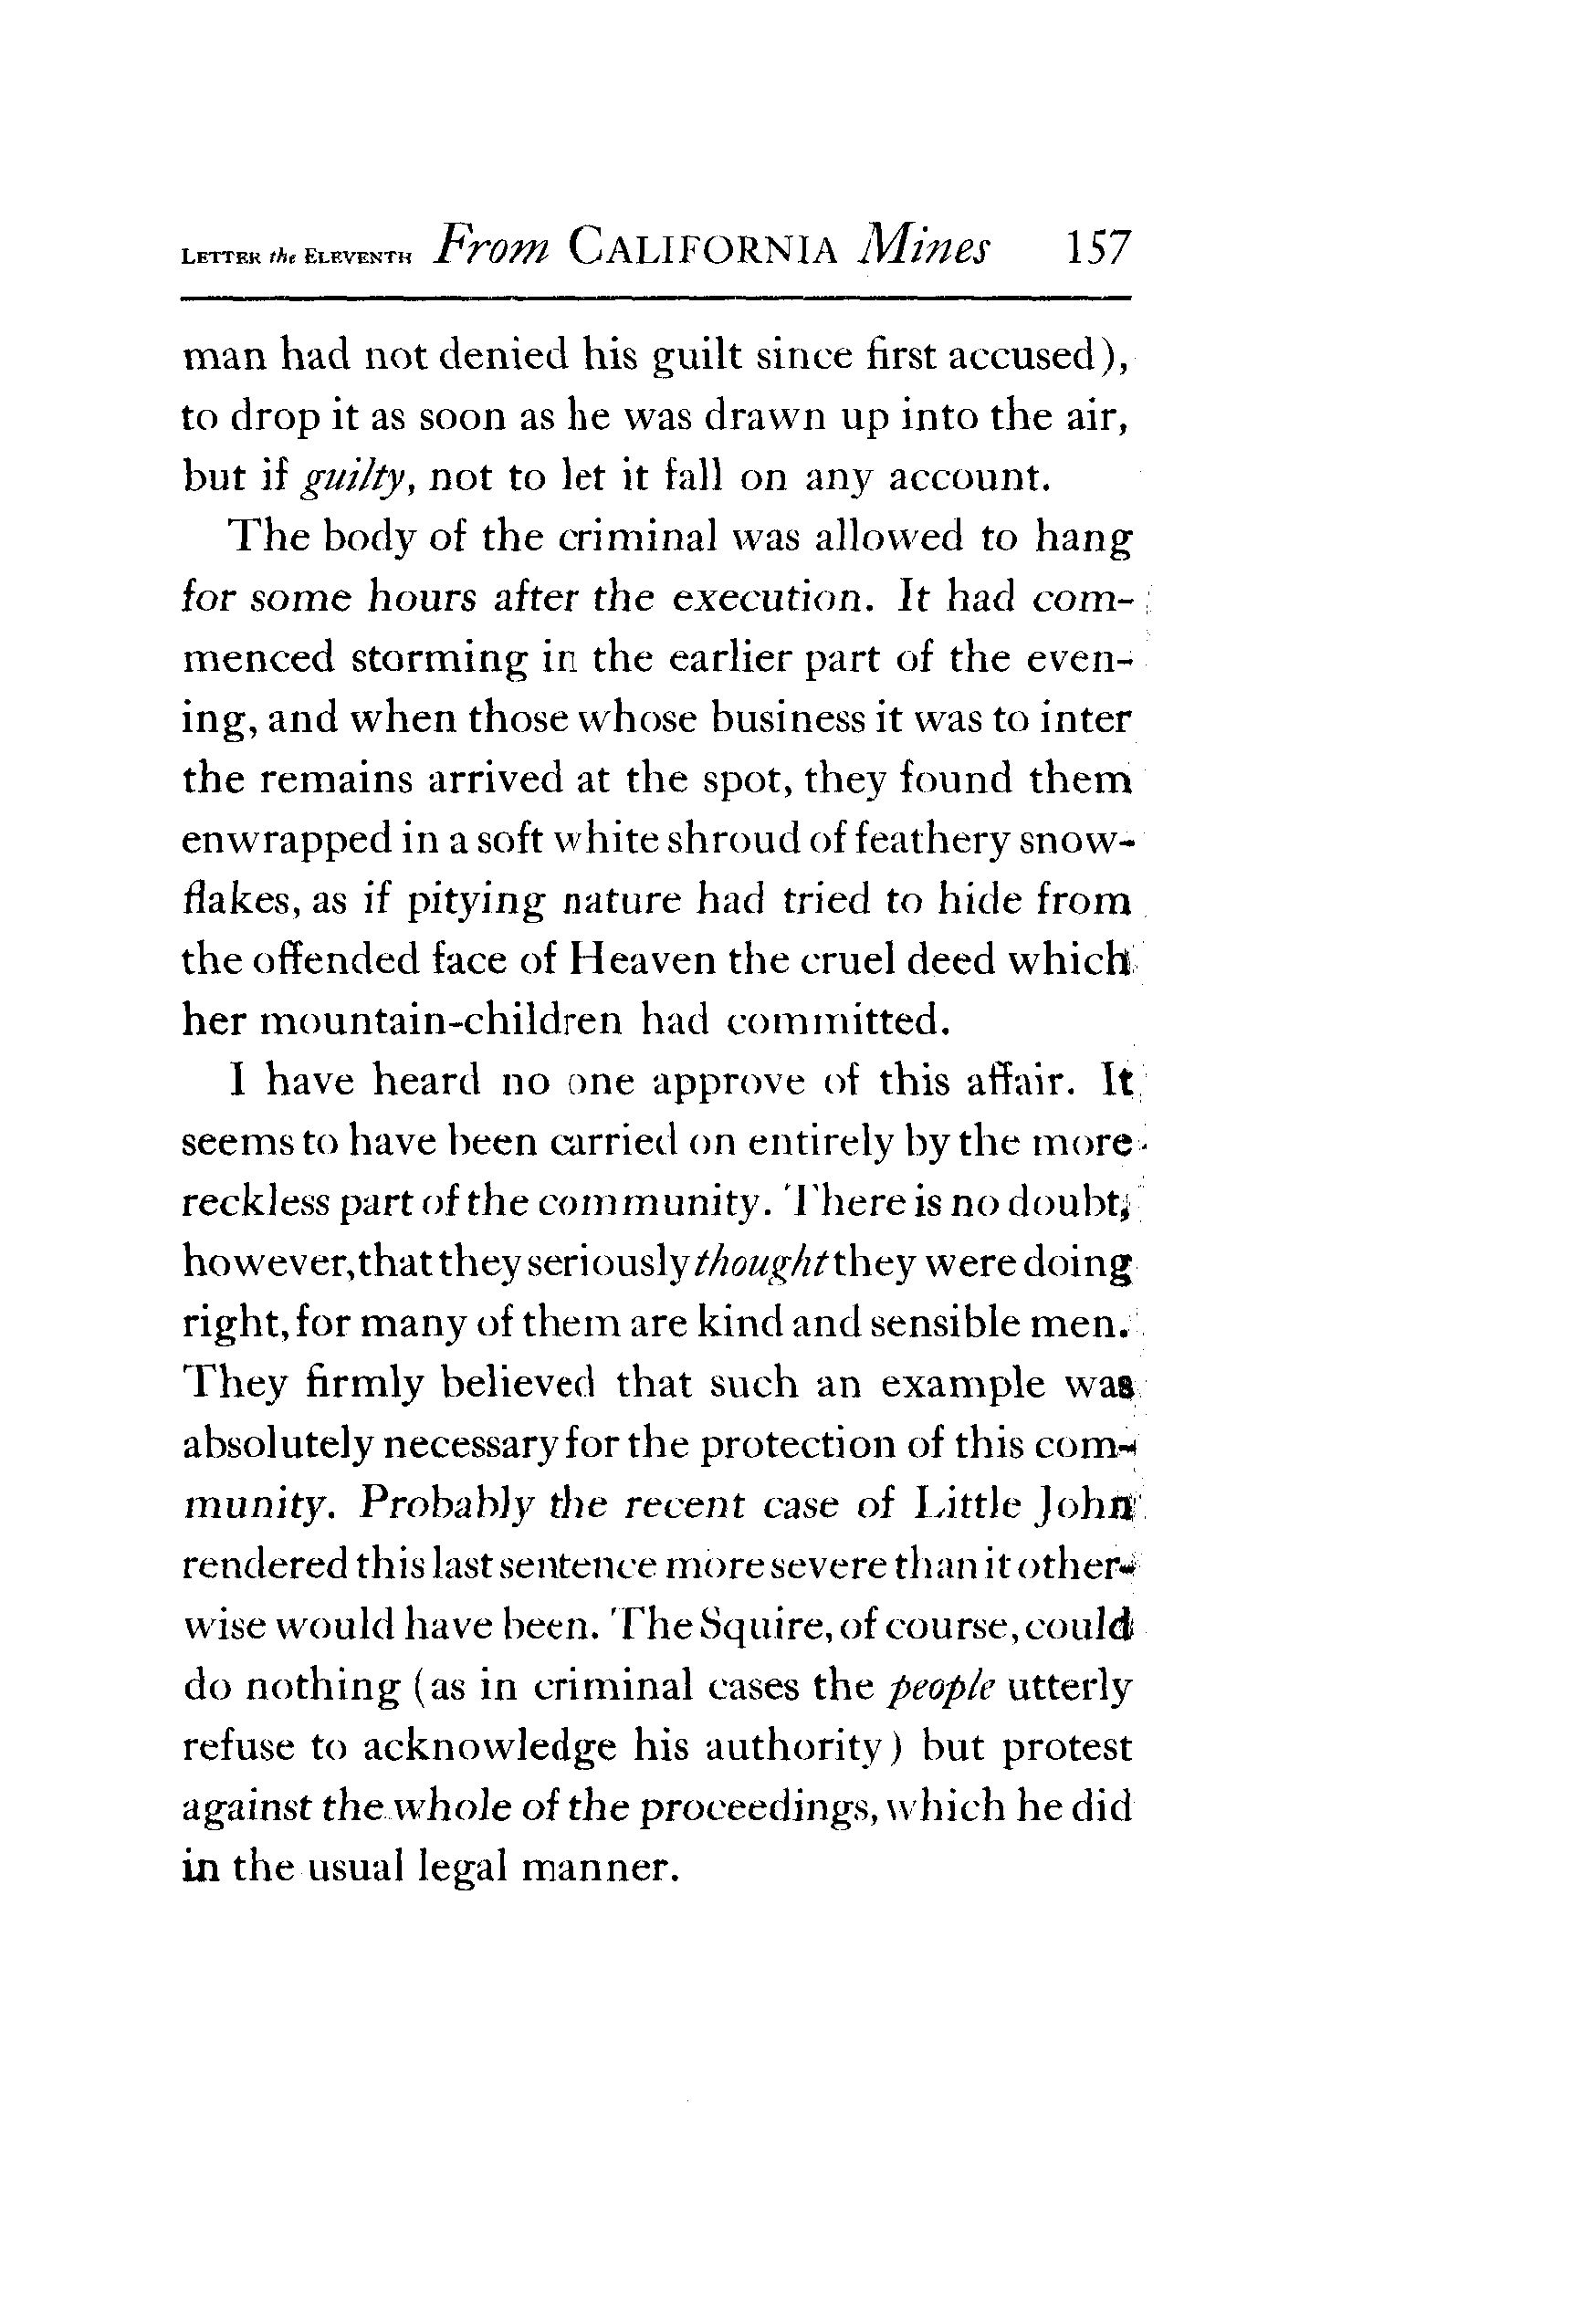 LETTER the ELEVENTH From CALIFORNIA Mines 157
man had not denied his guilt since first accused),
to drop it as soon as he was drawn up into the air,
but if guilty, not to let it fall on any account.
The body of the criminal was allowed to hang
for some hours after the execution. It had com-
menced storming in the earlier part of the even-
ing, and when those whose business it was to inter
the remains arrived at the spot, they found them
enwrapped in a soft white shroud of feathery snow-
flakes, as if pitying nature had tried to hide from
the offended face of Heaven the cruel deed which
her mountain-children had committed.
I have heard no one approve of this affair. It
seems to have been carried on entirely by the more
reckless part of the community. There is no doubt,
however, that they seriously thought they were doing
right, for many of them are kind and sensible men.
They firmly believed that such an example was
absolutely necessary for the protection of this com-
munity. Probably the recent case of Little John
rendered this last sentence more severe than it other-
wise would have been. The Squire, of course, could
do nothing (as in criminal cases the people utterly
refuse to acknowledge his authority) but protest
against the whole of the proceedings, which he did
in the usual legal manner.